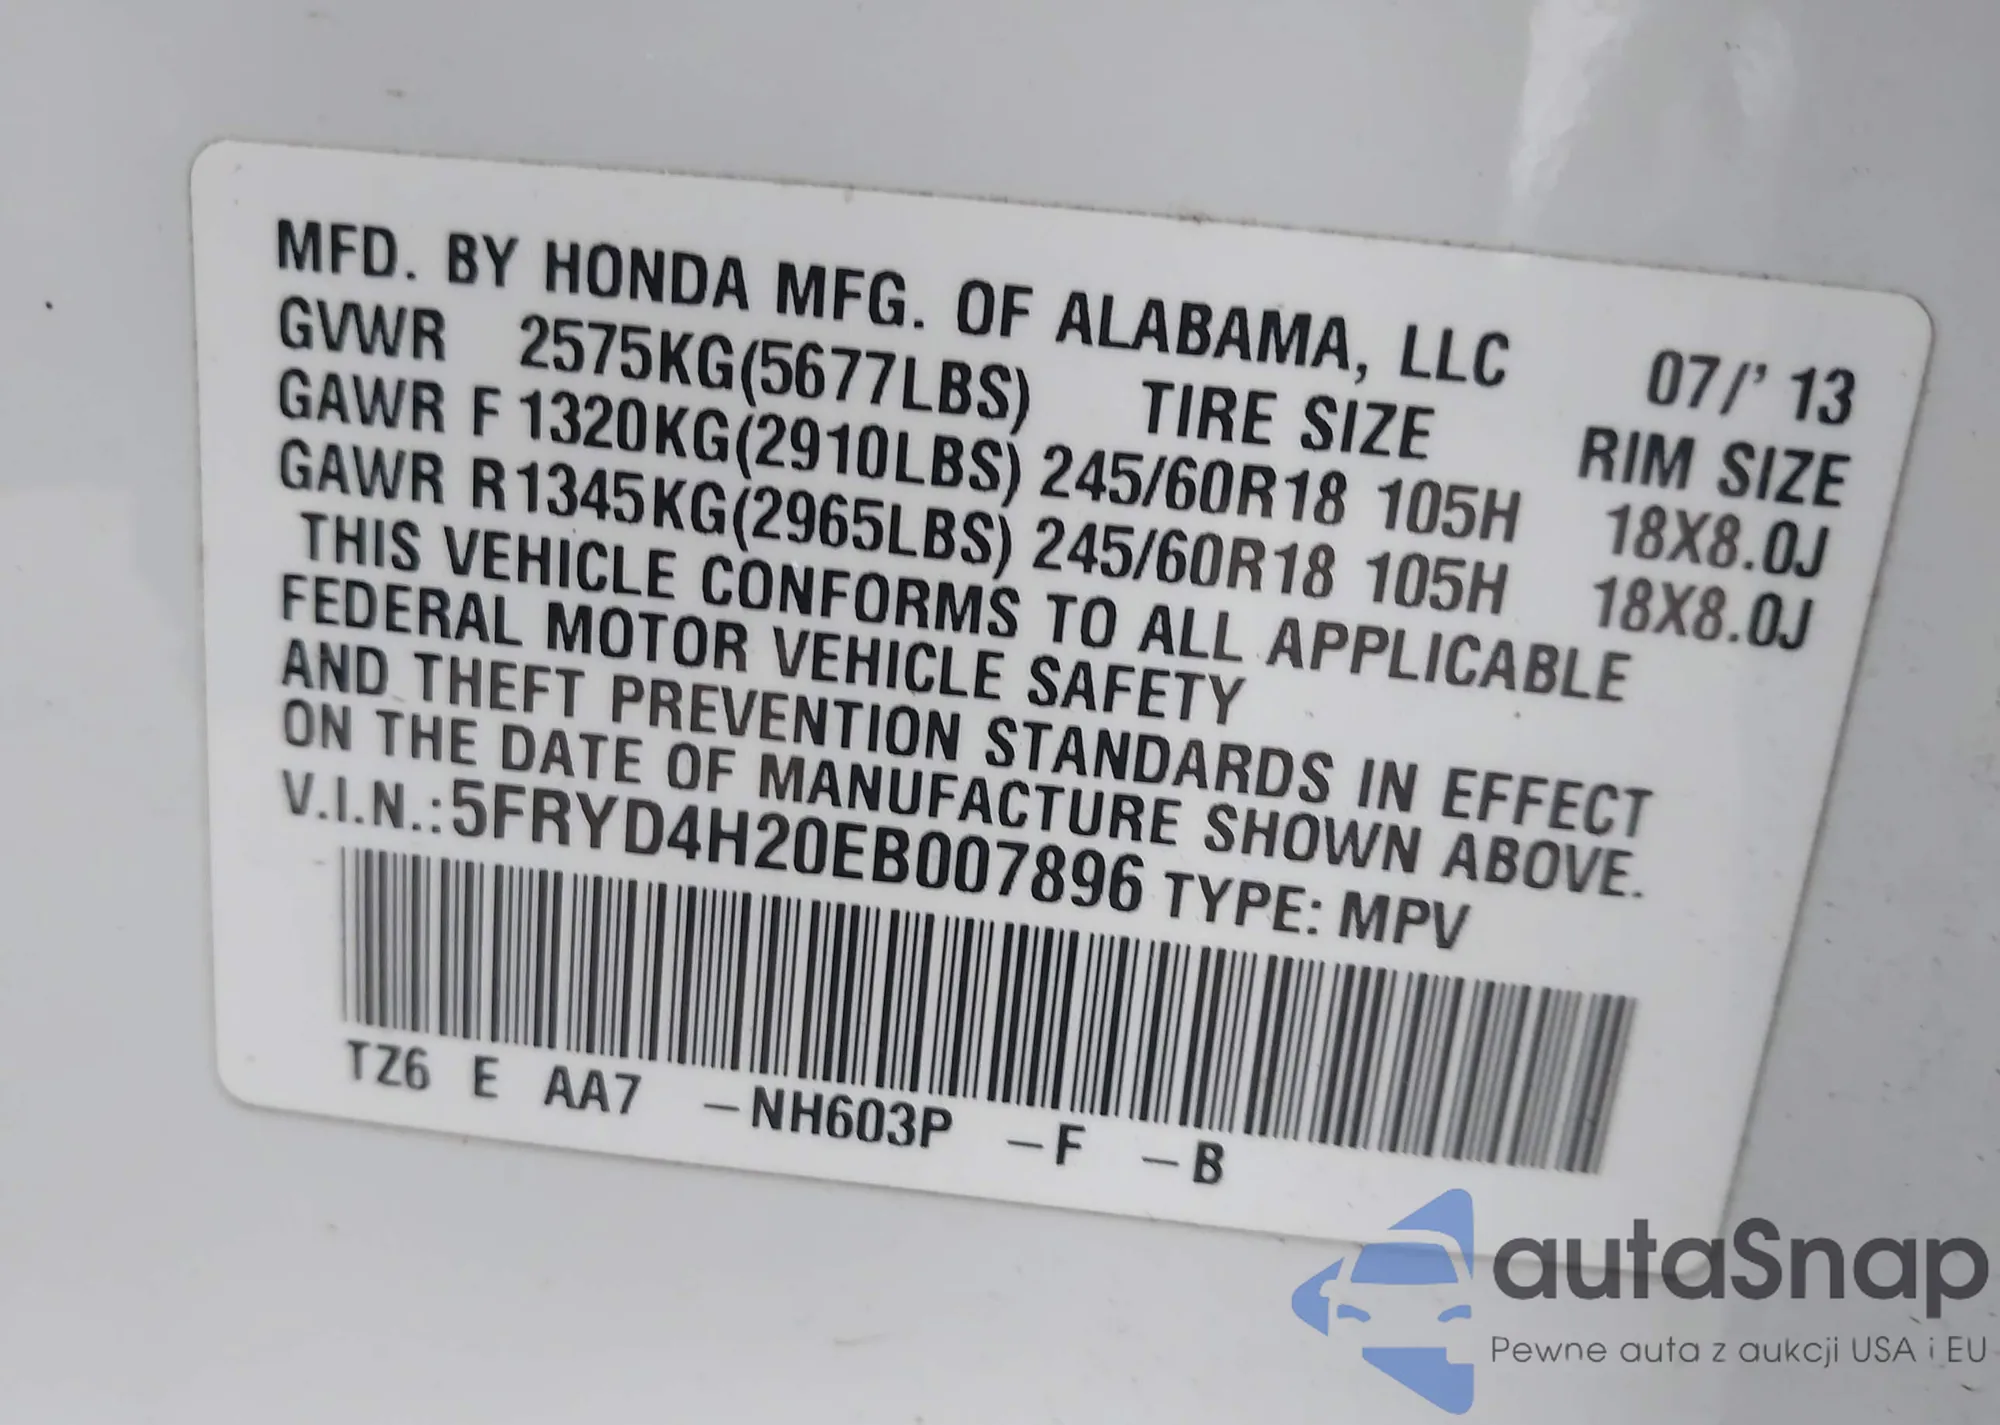 MFD. BY HONDA MFG. OF ALABAMA, LLC 07/' 13
GVWR 2575KG(5677LBS) TIRE SIZE RIM SIZE
GAWR F 1320KG(2910LBS) 245/60R18 105H 18X8.0J
GAWR R 1345KG(2965LBS) 245/60R18 105H 18X8.0J
THIS VEHICLE CONFORMS TO ALL APPLICABLE
FEDERAL MOTOR VEHICLE SAFETY
AND THEFT PREVENTION STANDARDS IN EFFECT
ON THE DATE OF MANUFACTURE SHOWN ABOVE.
V.I.N.:5FRYD4H20EB007896 TYPE: MPV
TZ6 E AA7 -NH603P -F -B
autaSnap
Pewne auta z aukcji USA i EU